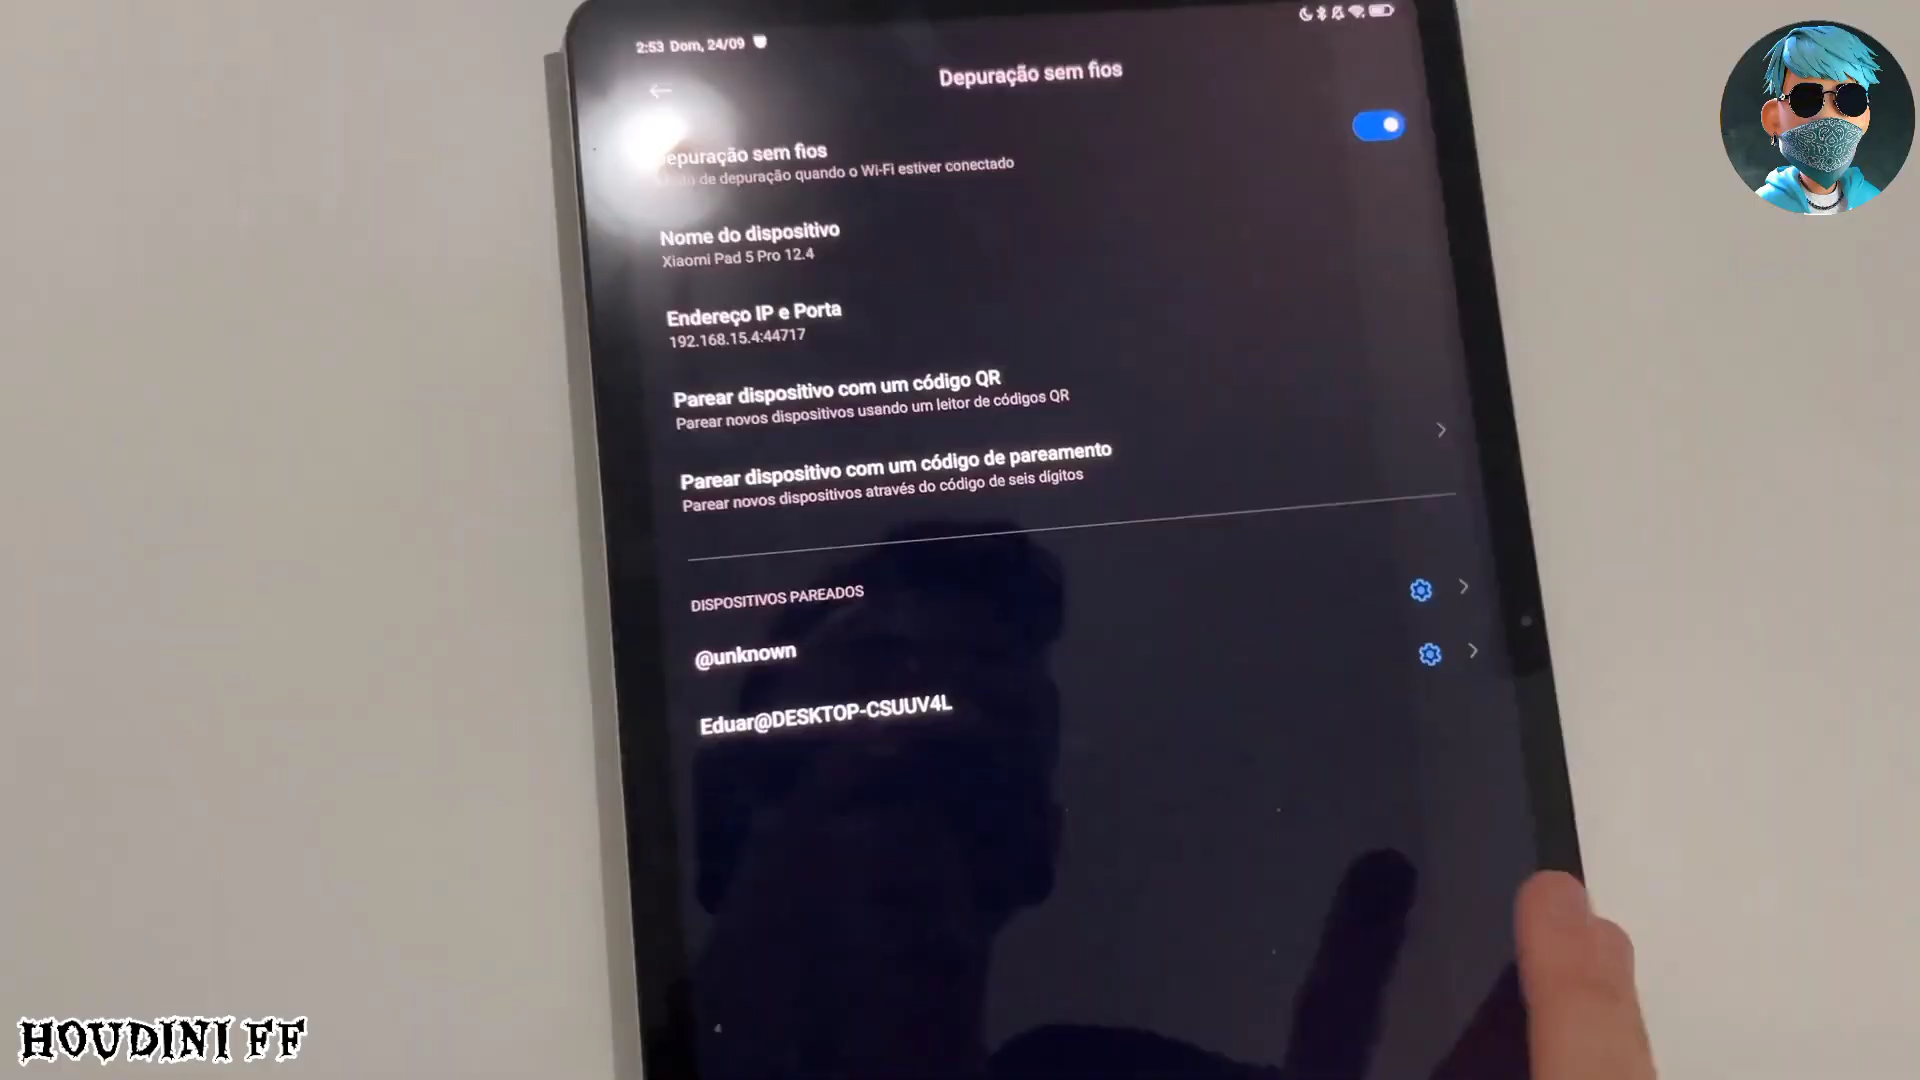 2:53 Dom, 24/09
Depuração sem fios
epuração sem fios
de depuração quando o Wi-Fi estiver conectado
Nome do dispositivo
Xiaomi Pad 5 Pro 12.4
Endereço IP e Porta
192.168.15.4:44717
Parear dispositivo com um código QR
Parear novos dispositivos usando um leitor de códigos QR
Parear dispositivo com um código de pareamento
Parear novos dispositivos através do código de seis dígitos
DISPOSITIVOS PAREADOS
@unknown
Eduar@DESKTOP-CSUUV4L
HOUDINI FF